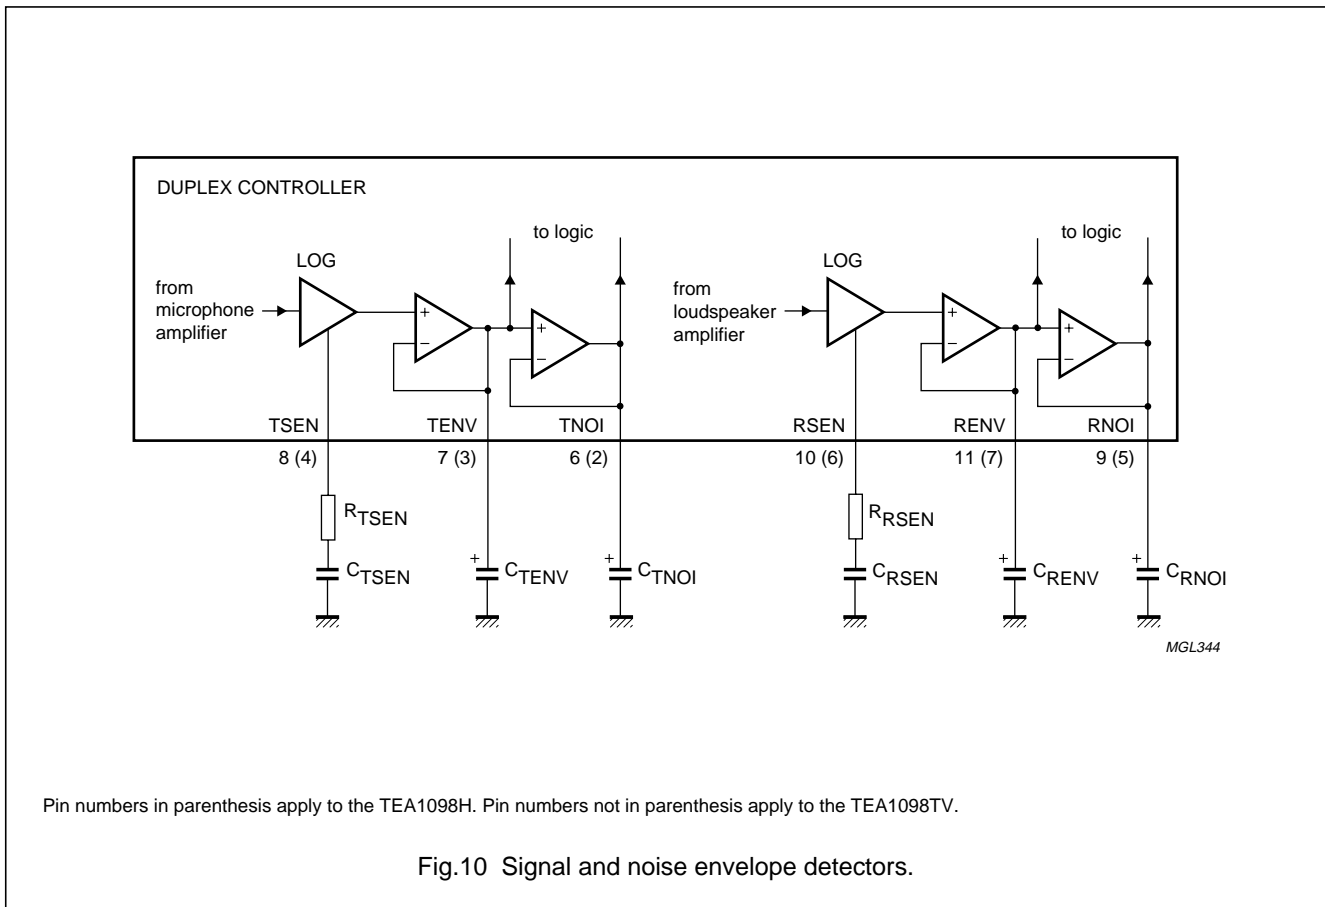 DUPLEX CONTROLLER
to logic
to logic
LOG
LOG
from
microphone
amplifier
from
loudspeaker
amplifier
+
−
+
−
+
−
+
−
TSEN
TENV
TNOI
RSEN
RENV
RNOI
8 (4)
7 (3)
6 (2)
10 (6)
11 (7)
9 (5)
RTSEN
RRSEN
+
+
+
+
CTSEN
CTENV
CTNOI
CRSEN
CRENV
CRNOI
MGL344
Pin numbers in parenthesis apply to the TEA1098H. Pin numbers not in parenthesis apply to the TEA1098TV.
Fig.10 Signal and noise envelope detectors.